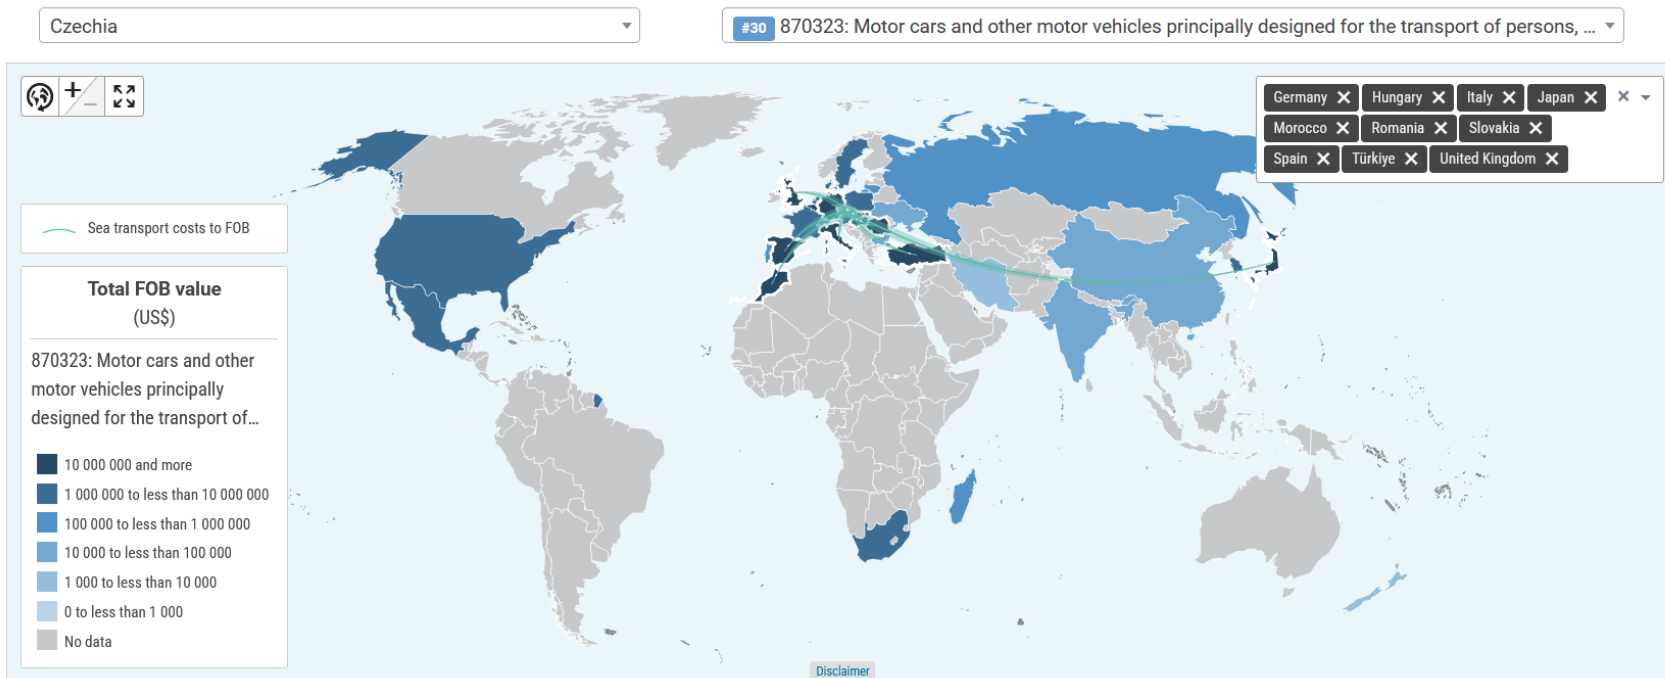 Czechia
#30 870323: Motor cars and other motor vehicles principally designed for the transport of persons, ...
Germany Hungary Italy Japan
Morocco Romania Slovakia
Spain Türkiye United Kingdom
Sea transport costs to FOB
Total FOB value
(US$)
870323: Motor cars and other
motor vehicles principally
designed for the transport of...
10 000 000 and more
1 000 000 to less than 10 000 000
100 000 to less than 1 000 000
10 000 to less than 100 000
1 000 to less than 10 000
0 to less than 1 000
No data
Disclaimer